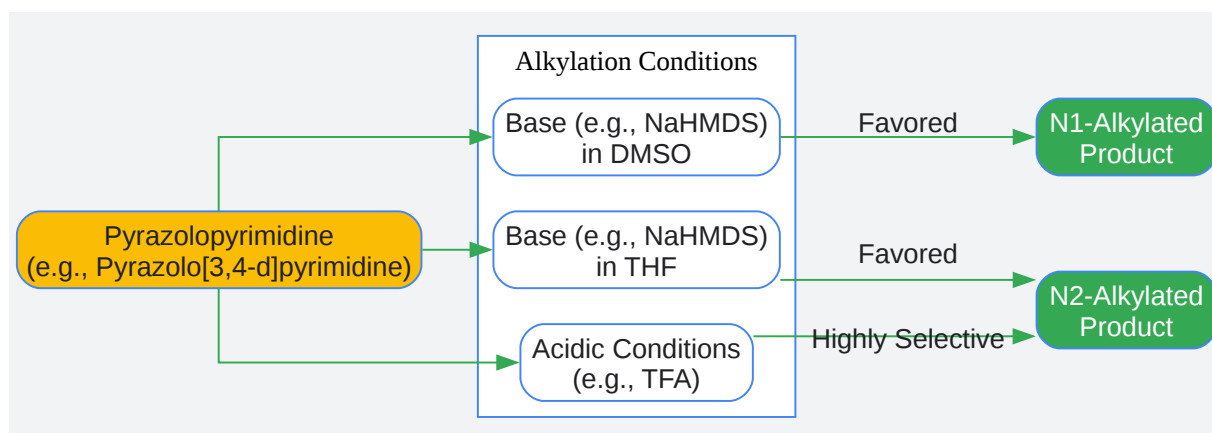 Alkylation Conditions
Base (e.g., NaHMDS)
in DMSO
Favored
N1-Alkylated
Product
Pyrazolopyrimidine
(e.g., Pyrazolo[3,4-d]pyrimidine)
Base (e.g., NaHMDS)
in THF
Favored
N2-Alkylated
Product
Acidic Conditions
(e.g., TFA)
Highly Selective